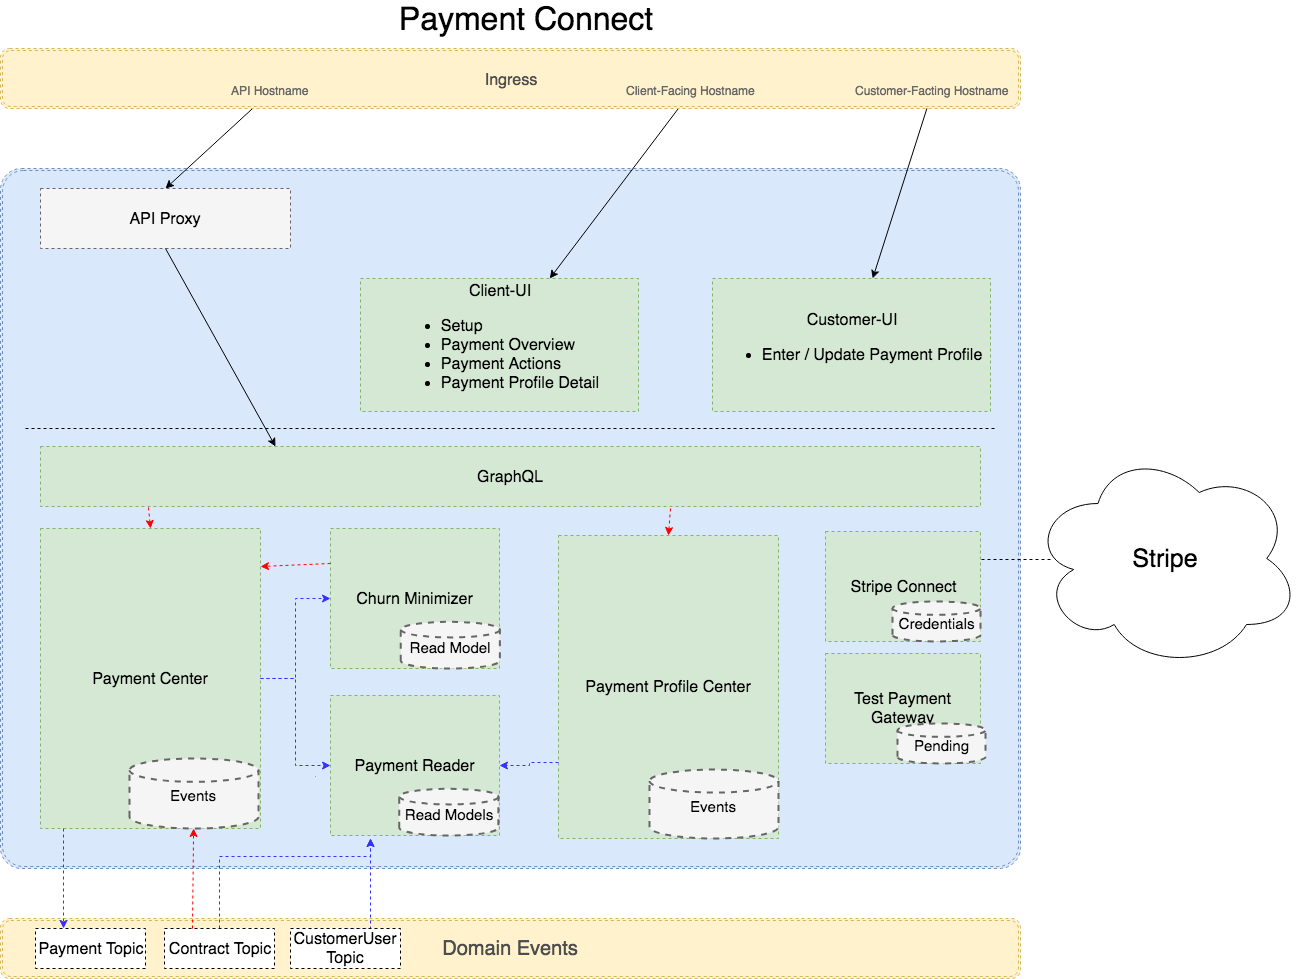 Payment Connect
Ingress
API Hostname
Client-Facing Hostname
Customer-Facting Hostname
API Proxy
Client-UI
• Setup
• Payment Overview
• Payment Actions
• Payment Profile Detail
Customer-UI
• Enter / Update Payment Profile
GraphQL
Payment Center
Events
Churn Minimizer
Read Model
Payment Reader
Read Models
Payment Profile Center
Events
Stripe Connect
Credentials
Test Payment
Gateway
Pending
Stripe
Payment Topic
Contract Topic
CustomerUser
Topic
Domain Events